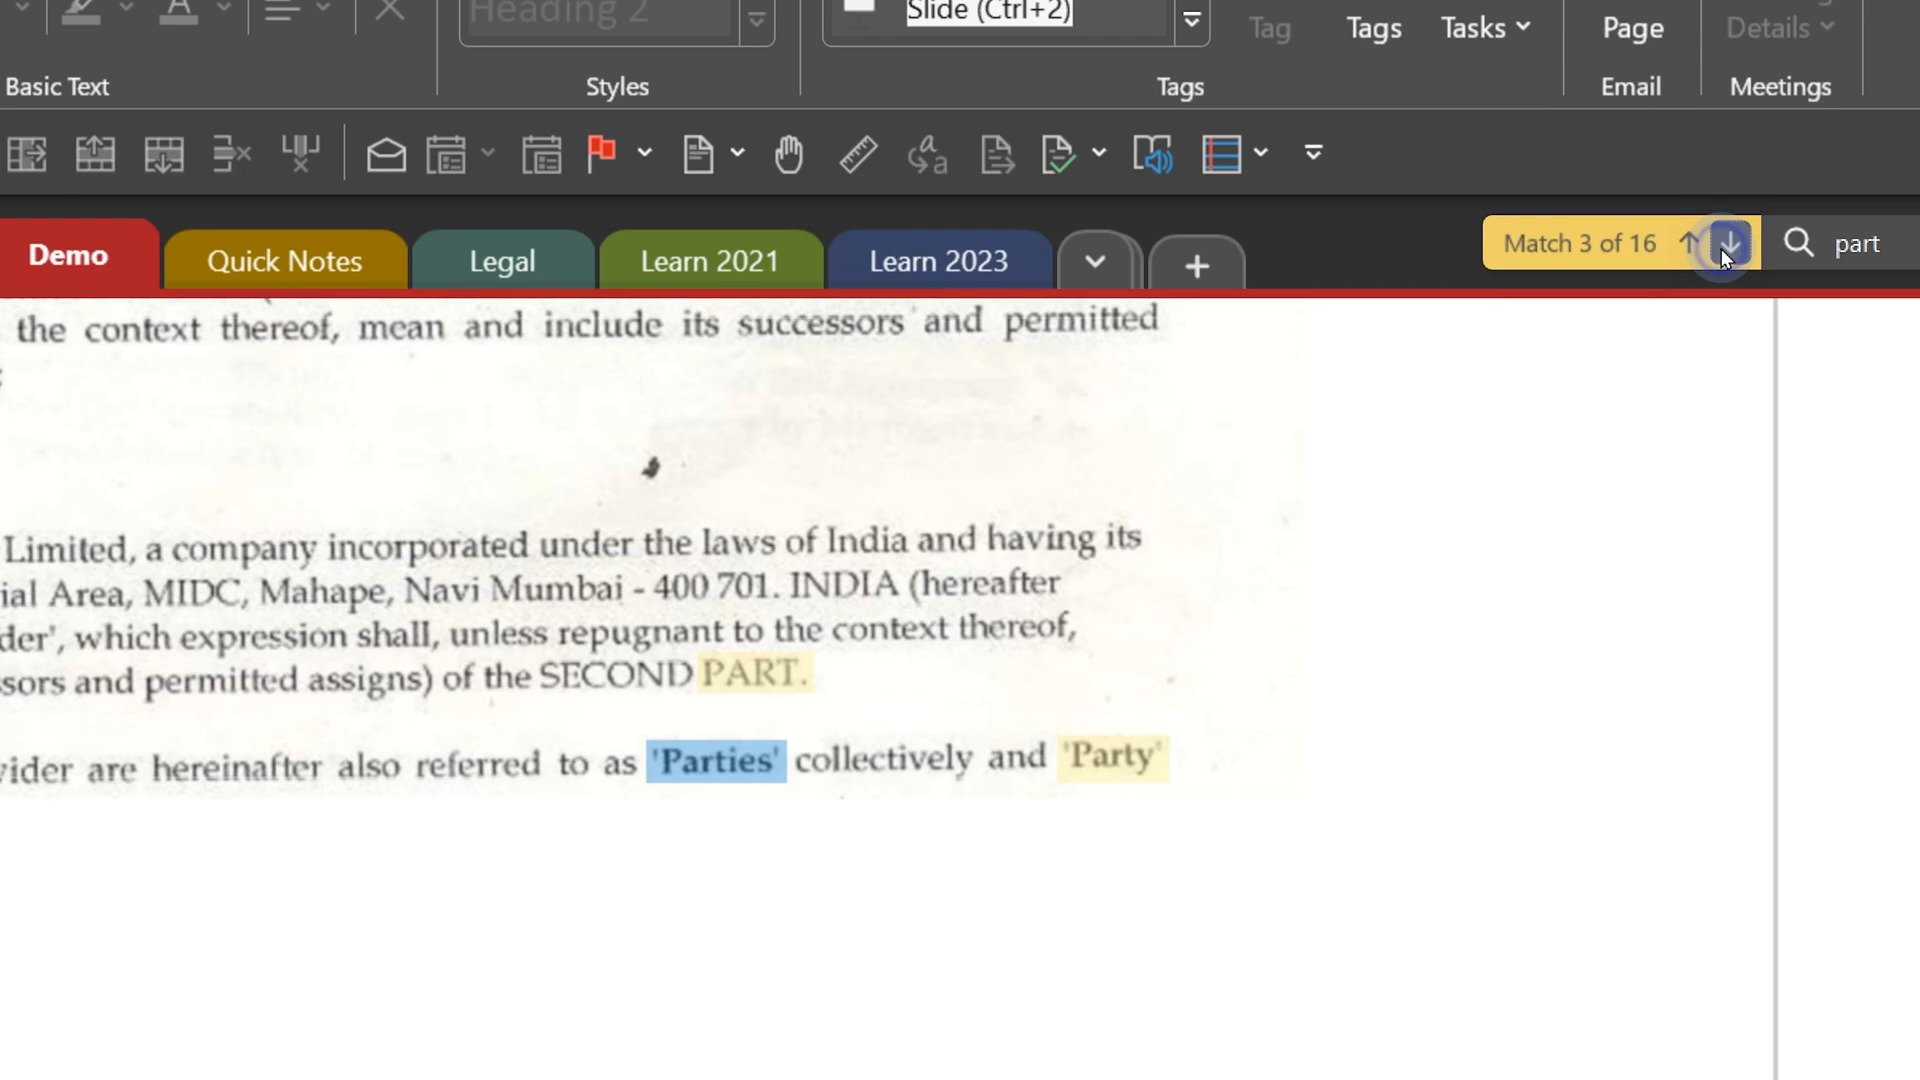 Heading 2
Slide (Ctrl+2)
Tag
Tags
Tasks
Page
Details
Basic Text
Styles
Tags
Email
Meetings
Demo
Quick Notes
Legal
Learn 2021
Learn 2023
Match 3 of 16
part
the context thereof, mean and include its successors and permitted
Limited, a company incorporated under the laws of India and having its
ial Area, MIDC, Mahape, Navi Mumbai - 400 701. INDIA (hereafter
der', which expression shall, unless repugnant to the context thereof,
sors and permitted assigns) of the SECOND PART.
vider are hereinafter also referred to as 'Parties' collectively and 'Party'